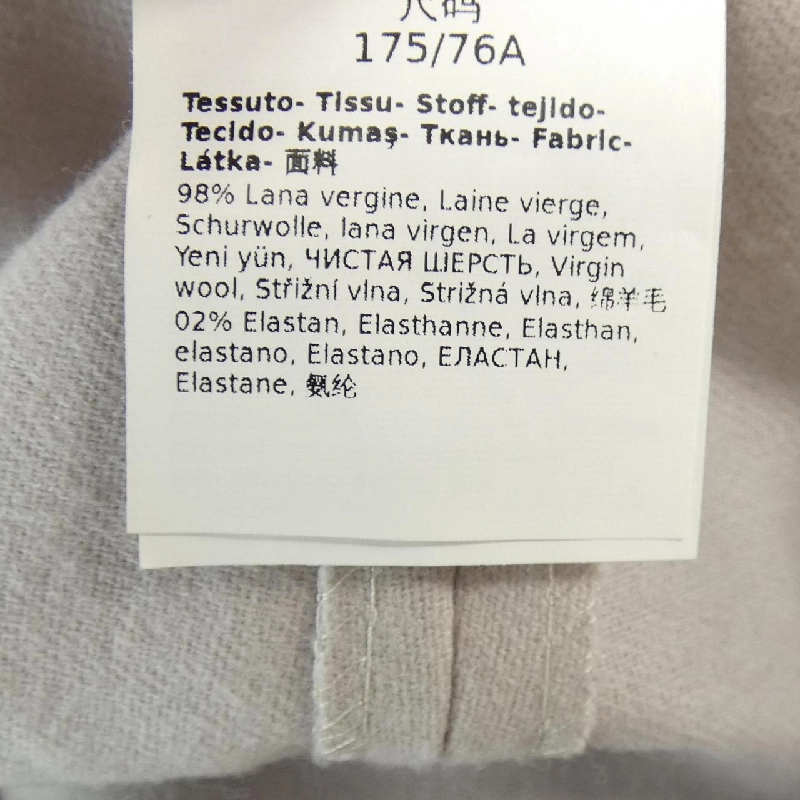 尺码
175/76A
Tessuto- Tissu- Stoff- tejido-
Tecido- Kumaş- Ткань- Fabric-
Látka- 面料
98% Lana vergine, Laine vierge,
Schurwolle, lana virgen, La virgem,
Yeni yün, ЧИСТАЯ ШЕРСТЬ, Virgin
wool, Střižní vlna, Strižná vlna, 绵羊毛
02% Elastan, Elasthanne, Elasthan,
elastano, Elastano, ЕЛАСТАН,
Elastane, 氨纶